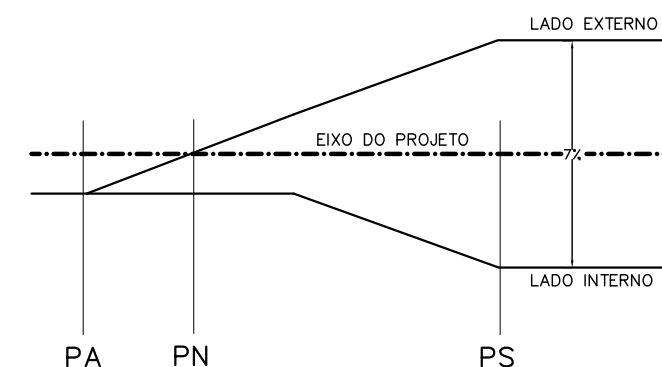 LADO EXTERNO
EIXO DO PROJETO
7%
LADO INTERNO
PA
PN
PS